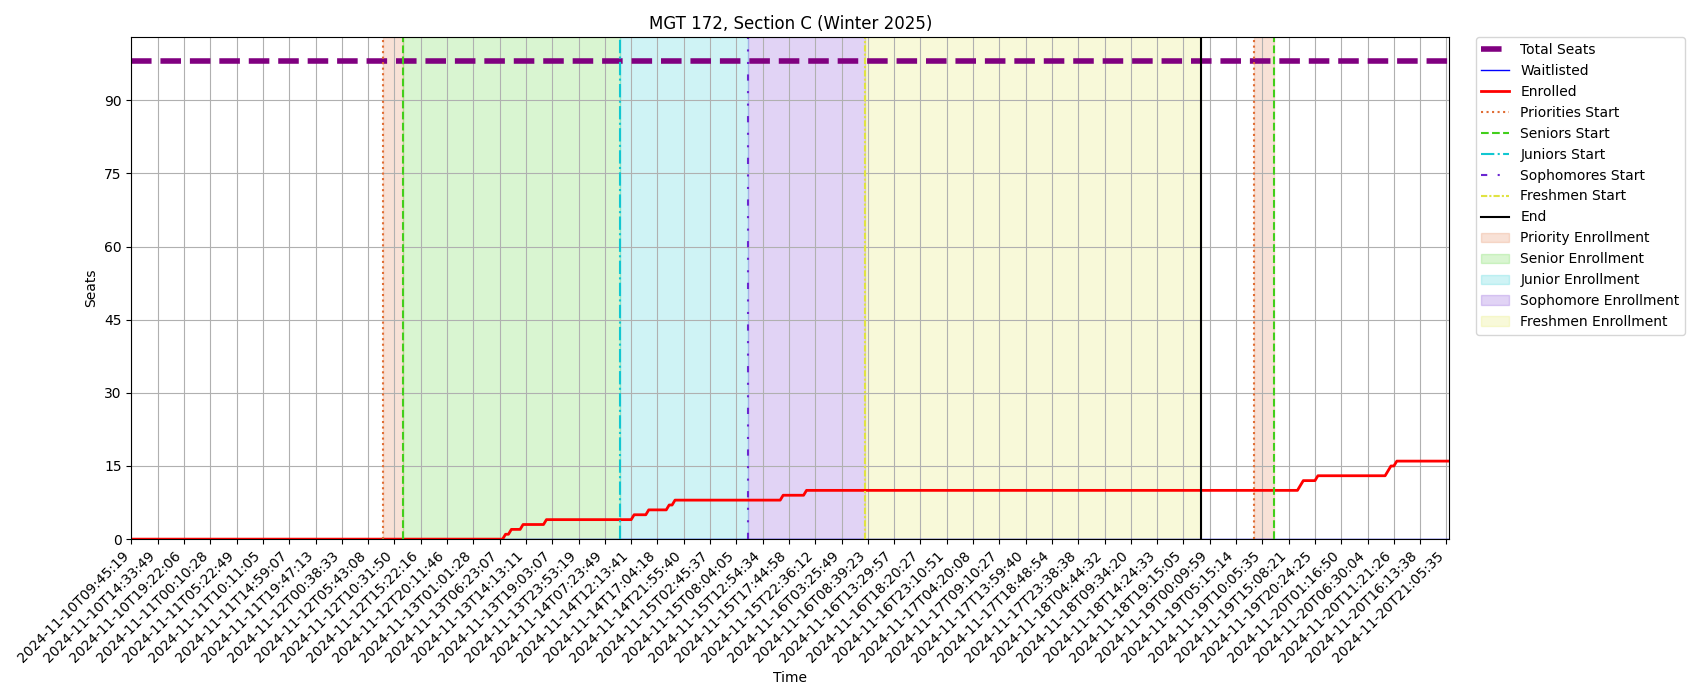 MGT 172, Section C (Winter 2025)
Total Seats
Waitlisted
Enrolled
Priorities Start
Seniors Start
Juniors Start
Sophomores Start
Freshmen Start
End
Priority Enrollment
Senior Enrollment
Junior Enrollment
Sophomore Enrollment
Freshmen Enrollment
Seats
90
75
60
45
30
15
0
2024-11-10T09:45:19
2024-11-10T14:33:49
2024-11-10T19:22:06
2024-11-11T00:10:28
2024-11-11T05:22:49
2024-11-11T10:11:05
2024-11-11T14:59:07
2024-11-11T19:47:13
2024-11-12T00:38:33
2024-11-12T05:43:08
2024-11-12T10:31:50
2024-11-12T15:22:16
2024-11-12T20:11:46
2024-11-13T01:01:28
2024-11-13T06:23:07
2024-11-13T14:13:11
2024-11-13T19:03:07
2024-11-13T23:53:19
2024-11-14T07:23:49
2024-11-14T12:13:41
2024-11-14T17:04:18
2024-11-14T21:55:40
2024-11-15T02:45:37
2024-11-15T08:04:05
2024-11-15T12:54:34
2024-11-15T17:44:58
2024-11-15T22:36:12
2024-11-16T03:25:49
2024-11-16T08:39:23
2024-11-16T13:29:57
2024-11-16T18:20:27
2024-11-16T23:10:51
2024-11-17T04:20:08
2024-11-17T09:10:27
2024-11-17T13:59:40
2024-11-17T18:48:54
2024-11-17T23:38:38
2024-11-18T04:44:32
2024-11-18T09:34:20
2024-11-18T14:24:33
2024-11-18T19:15:05
2024-11-19T00:09:59
2024-11-19T05:15:14
2024-11-19T10:05:35
2024-11-19T15:08:21
2024-11-19T20:24:25
2024-11-20T01:16:50
2024-11-20T06:30:04
2024-11-20T11:21:26
2024-11-20T16:13:38
2024-11-20T21:05:35
Time